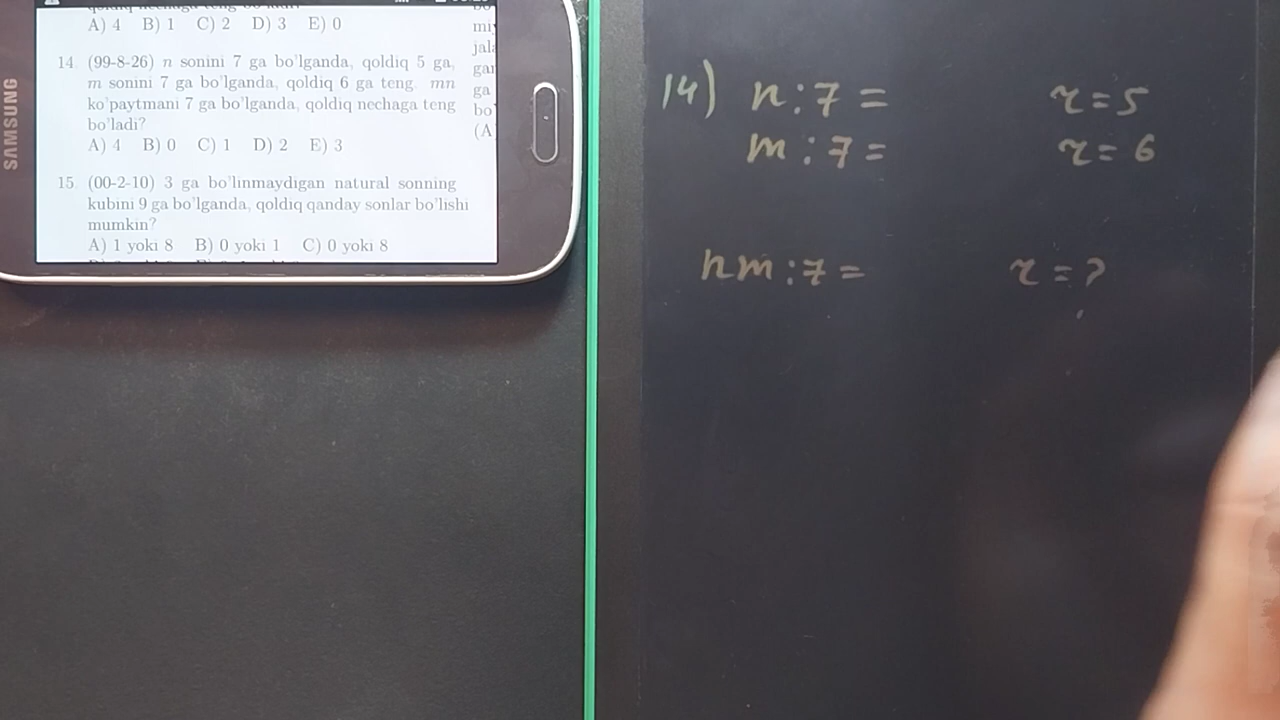 SAMSUNG
A) 4 B) 1 C) 2 D) 3 E) 0
14. (99-8-26) n sonini 7 ga bo'lganda, qoldiq 5 ga,
m sonini 7 ga bo'lganda, qoldiq 6 ga teng. mn
ko'paytmani 7 ga bo'lganda, qoldiq nechaga teng
bo'ladi?
A) 4 B) 0 C) 1 D) 2 E) 3
15. (00-2-10) 3 ga bo'linmaydigan natural sonning
kubini 9 ga bo'lganda, qoldiq qanday sonlar bo'lishi
mumkin?
A) 1 yoki 8 B) 0 yoki 1 C) 0 yoki 8
ga
(A
14) n:7= r=5
m:7= r=6
nm:7= r=?